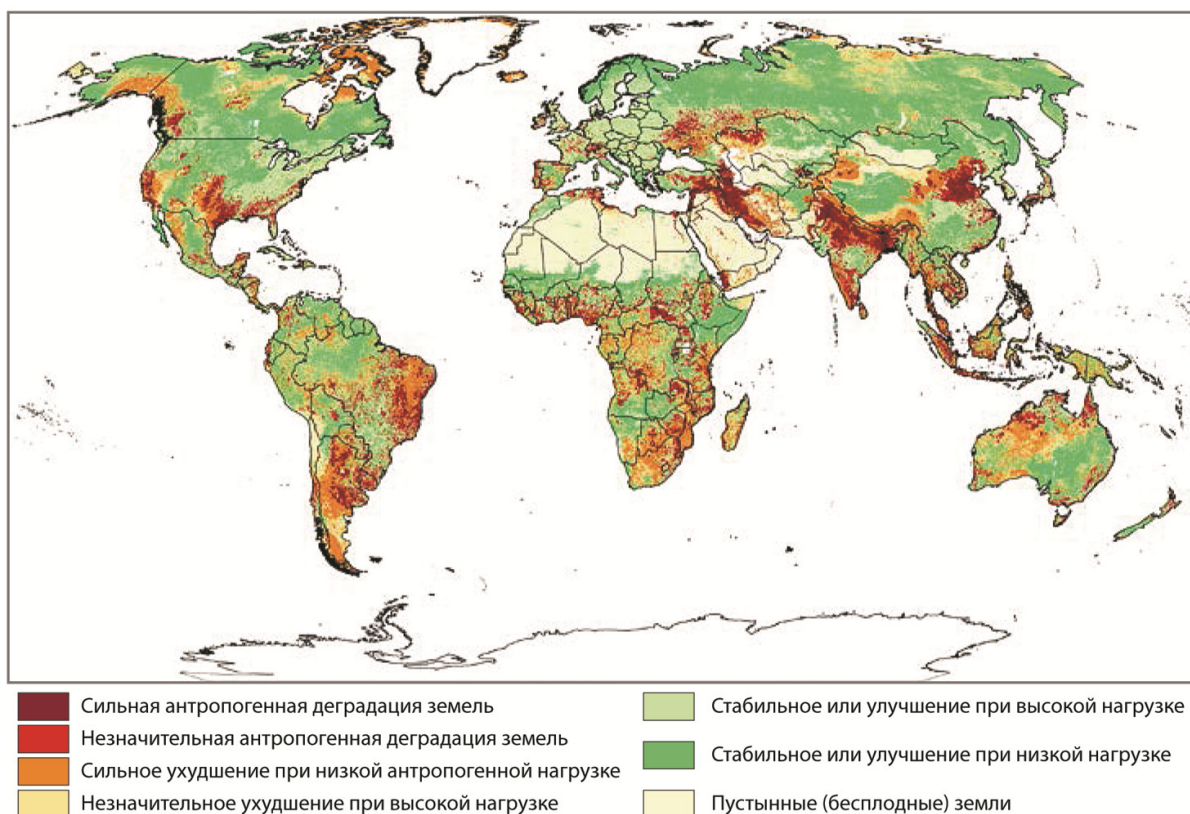 Сильная антропогенная деградация земель
Незначительная антропогенная деградация земель
Сильное ухудшение при низкой антропогенной нагрузке
Незначительное ухудшение при высокой нагрузке
Стабильное или улучшение при высокой нагрузке
Стабильное или улучшение при низкой нагрузке
Пустынные (бесплодные) земли